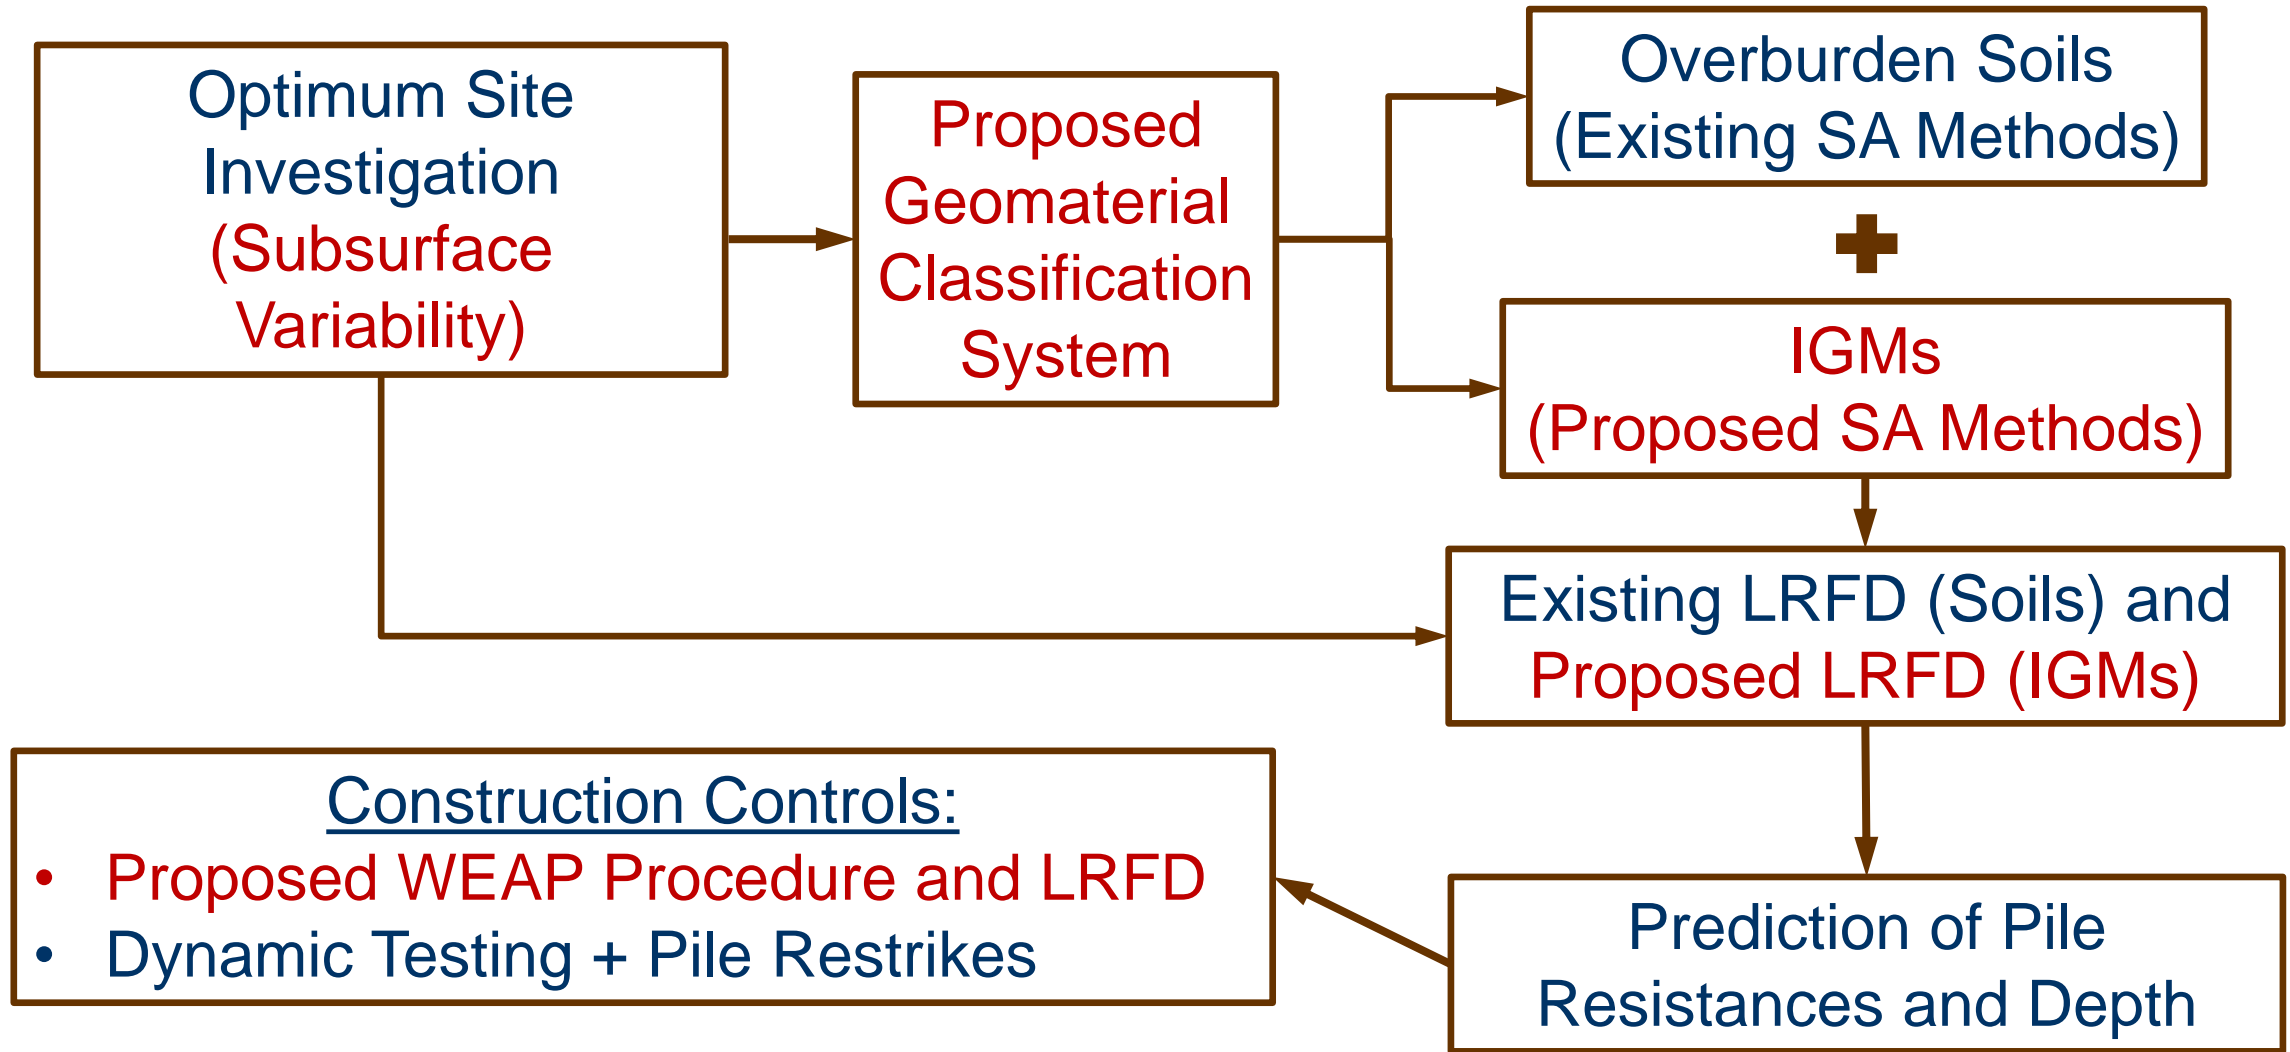 Optimum Site
Investigation
(Subsurface
Variability)
Proposed
Geomaterial
Classification
System
Overburden Soils
(Existing SA Methods)
IGMs
(Proposed SA Methods)
Existing LRFD (Soils) and
Proposed LRFD (IGMs)
Prediction of Pile
Resistances and Depth
Construction Controls:
• Proposed WEAP Procedure and LRFD
• Dynamic Testing + Pile Restrikes